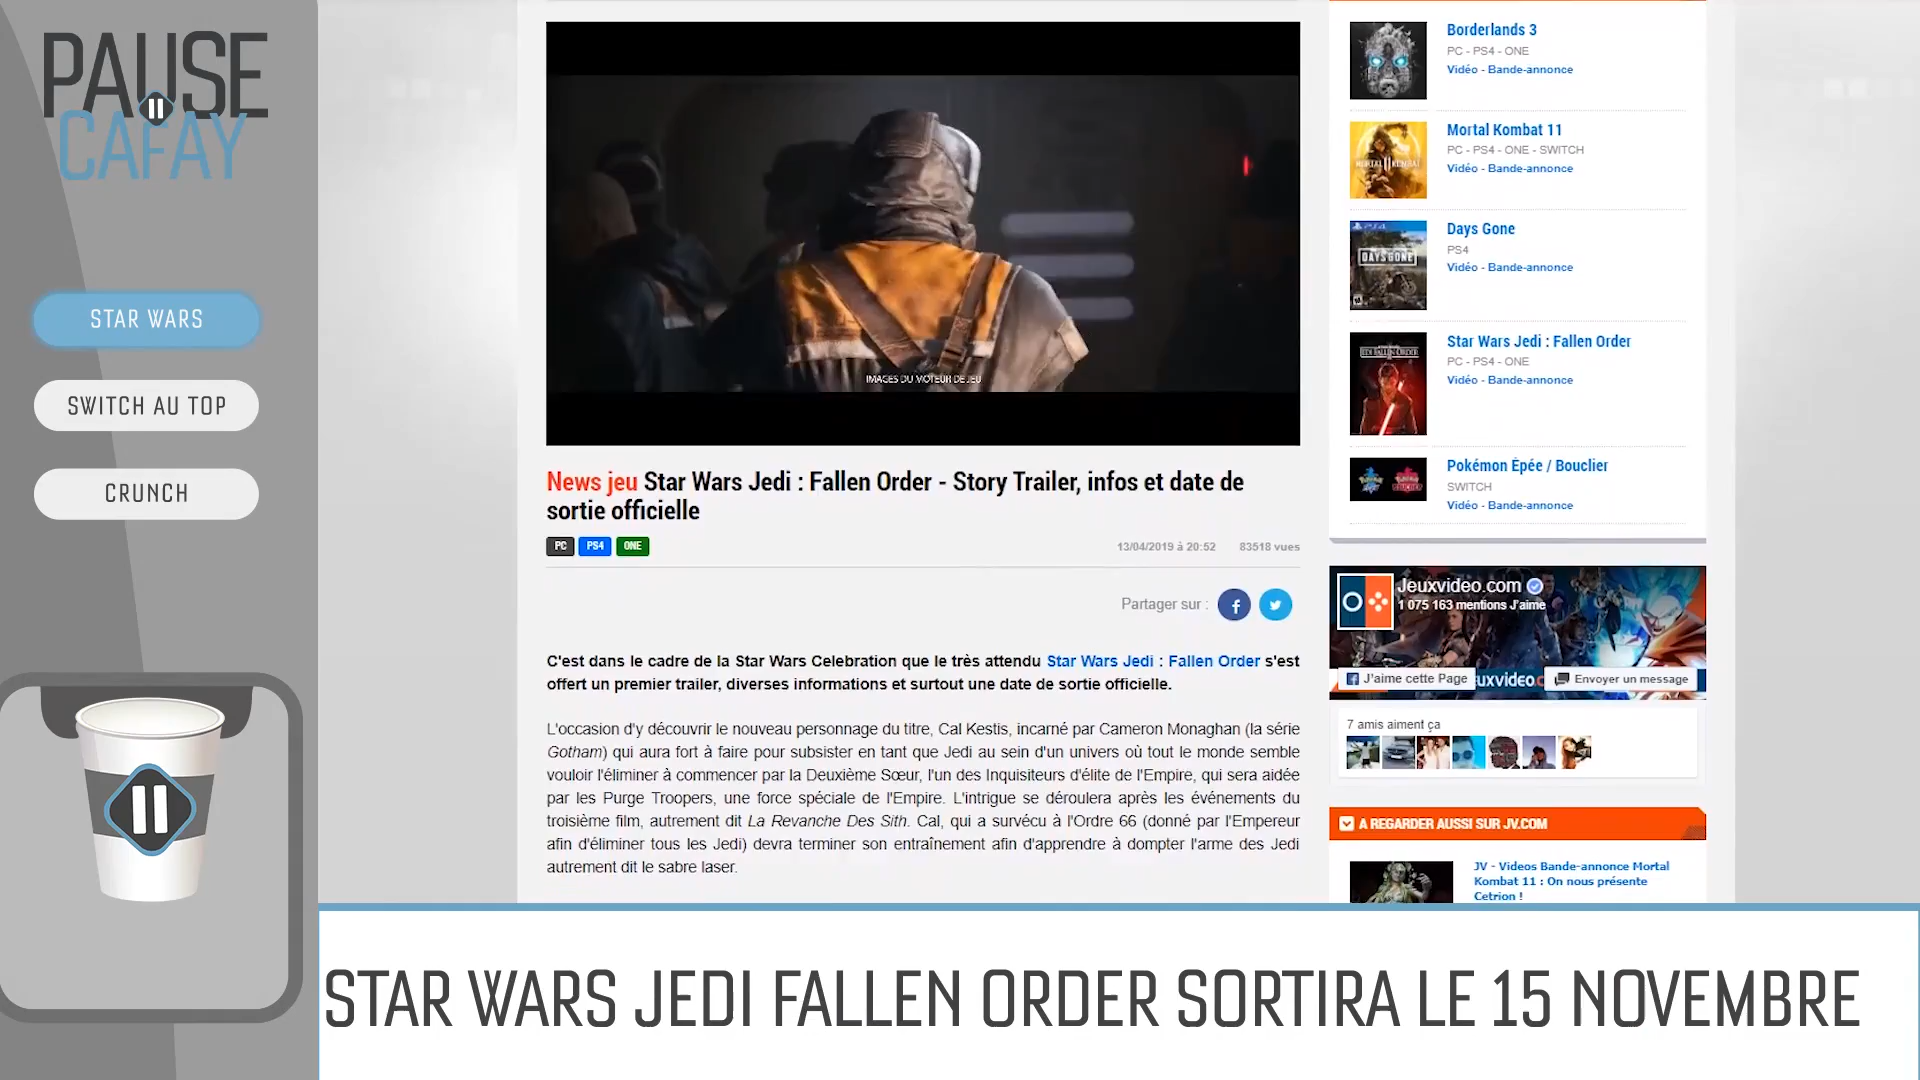 PAUSE
CAFAY
STAR WARS
SWITCH AU TOP
CRUNCH
IMAGES DU MOTEUR DE JEU
News jeu Star Wars Jedi : Fallen Order - Story Trailer, infos et date de
sortie officielle
PC PS4 ONE
13/04/2019 à 20:52 83518 vues
Partager sur :
C'est dans le cadre de la Star Wars Celebration que le très attendu Star Wars Jedi : Fallen Order s'est
offert un premier trailer, diverses informations et surtout une date de sortie officielle.
L'occasion d'y découvrir le nouveau personnage du titre, Cal Kestis, incarné par Cameron Monaghan (la série
Gotham) qui aura fort à faire pour subsister en tant que Jedi au sein d'un univers où tout le monde semble
vouloir l'éliminer à commencer par la Deuxième Sœur, l'un des Inquisiteurs d'élite de l'Empire, qui sera aidée
par les Purge Troopers, une force spéciale de l'Empire. L'intrigue se déroulera après les événements du
troisième film, autrement dit La Revanche Des Sith. Cal, qui a survécu à l'Ordre 66 (donné par l'Empereur
afin d'éliminer tous les Jedi) devra terminer son entraînement afin d'apprendre à dompter l'arme des Jedi
autrement dit le sabre laser.
Borderlands 3
PC - PS4 - ONE
Vidéo - Bande-annonce
MORTAL KOMBAT
Mortal Kombat 11
PC - PS4 - ONE - SWITCH
Vidéo - Bande-annonce
PS4
DAYS GONE
Days Gone
PS4
Vidéo - Bande-annonce
JEDI FALLEN ORDER
Star Wars Jedi : Fallen Order
PC - PS4 - ONE
Vidéo - Bande-annonce
Pokémon Épée / Bouclier
SWITCH
Vidéo - Bande-annonce
Jeuxvideo.com
1 075 163 mentions J'aime
J'aime cette Page
uxvideo.c
Envoyer un message
7 amis aiment ça
A REGARDER AUSSI SUR JV.COM
JV - Videos Bande-annonce Mortal
Kombat 11 : On nous présente
Cetrion !
STAR WARS JEDI FALLEN ORDER SORTIRA LE 15 NOVEMBRE